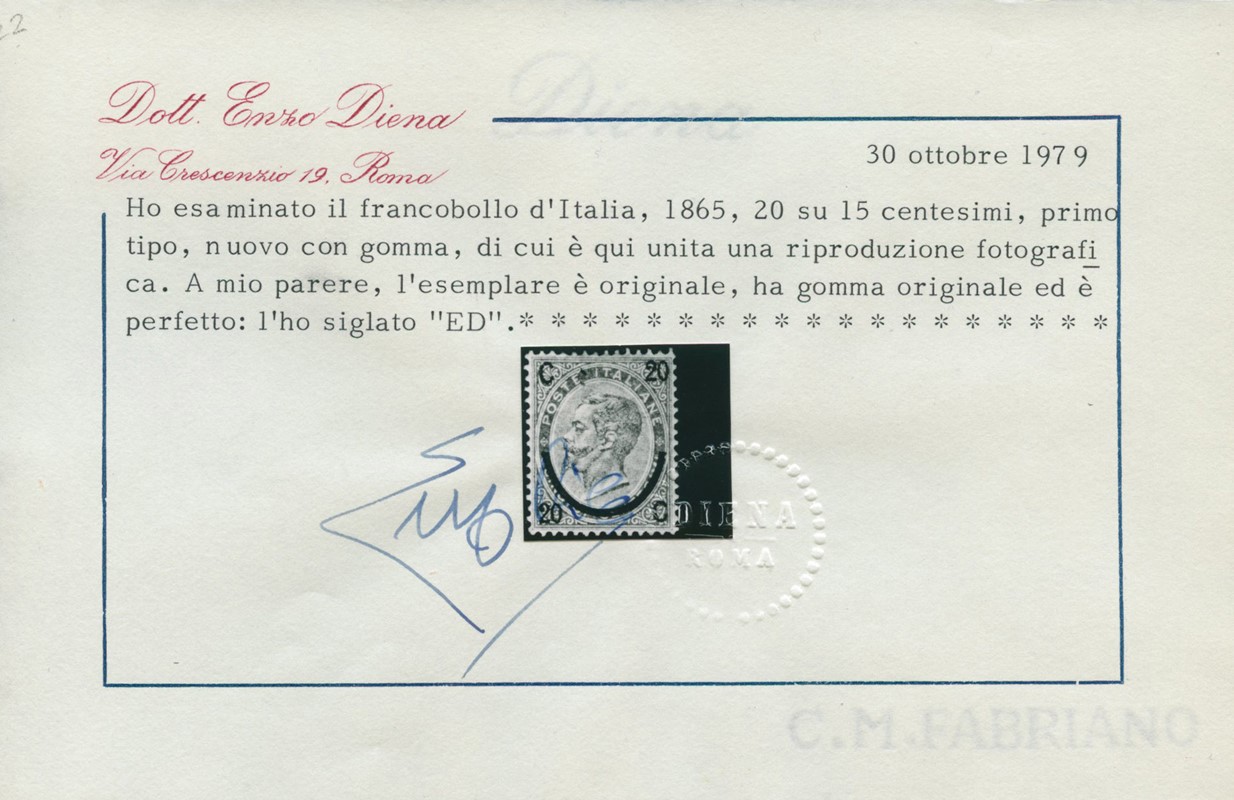 22
Dott. Enzo Diena
Diena
Via Crescenzio 19, Roma
30 ottobre 1979
Ho esaminato il francobollo d'Italia, 1865, 20 su 15 centesimi, primo
tipo, nuovo con gomma, di cui è qui unita una riproduzione fotografi
ca. A mio parere, l'esemplare è originale, ha gomma originale ed è
perfetto: l'ho siglato "ED".* * * * * * * * * * * * * * * * * * *
C 20
POSTE ITALIANE
20 C
DIENA
ROMA
C.M.FABRIANO